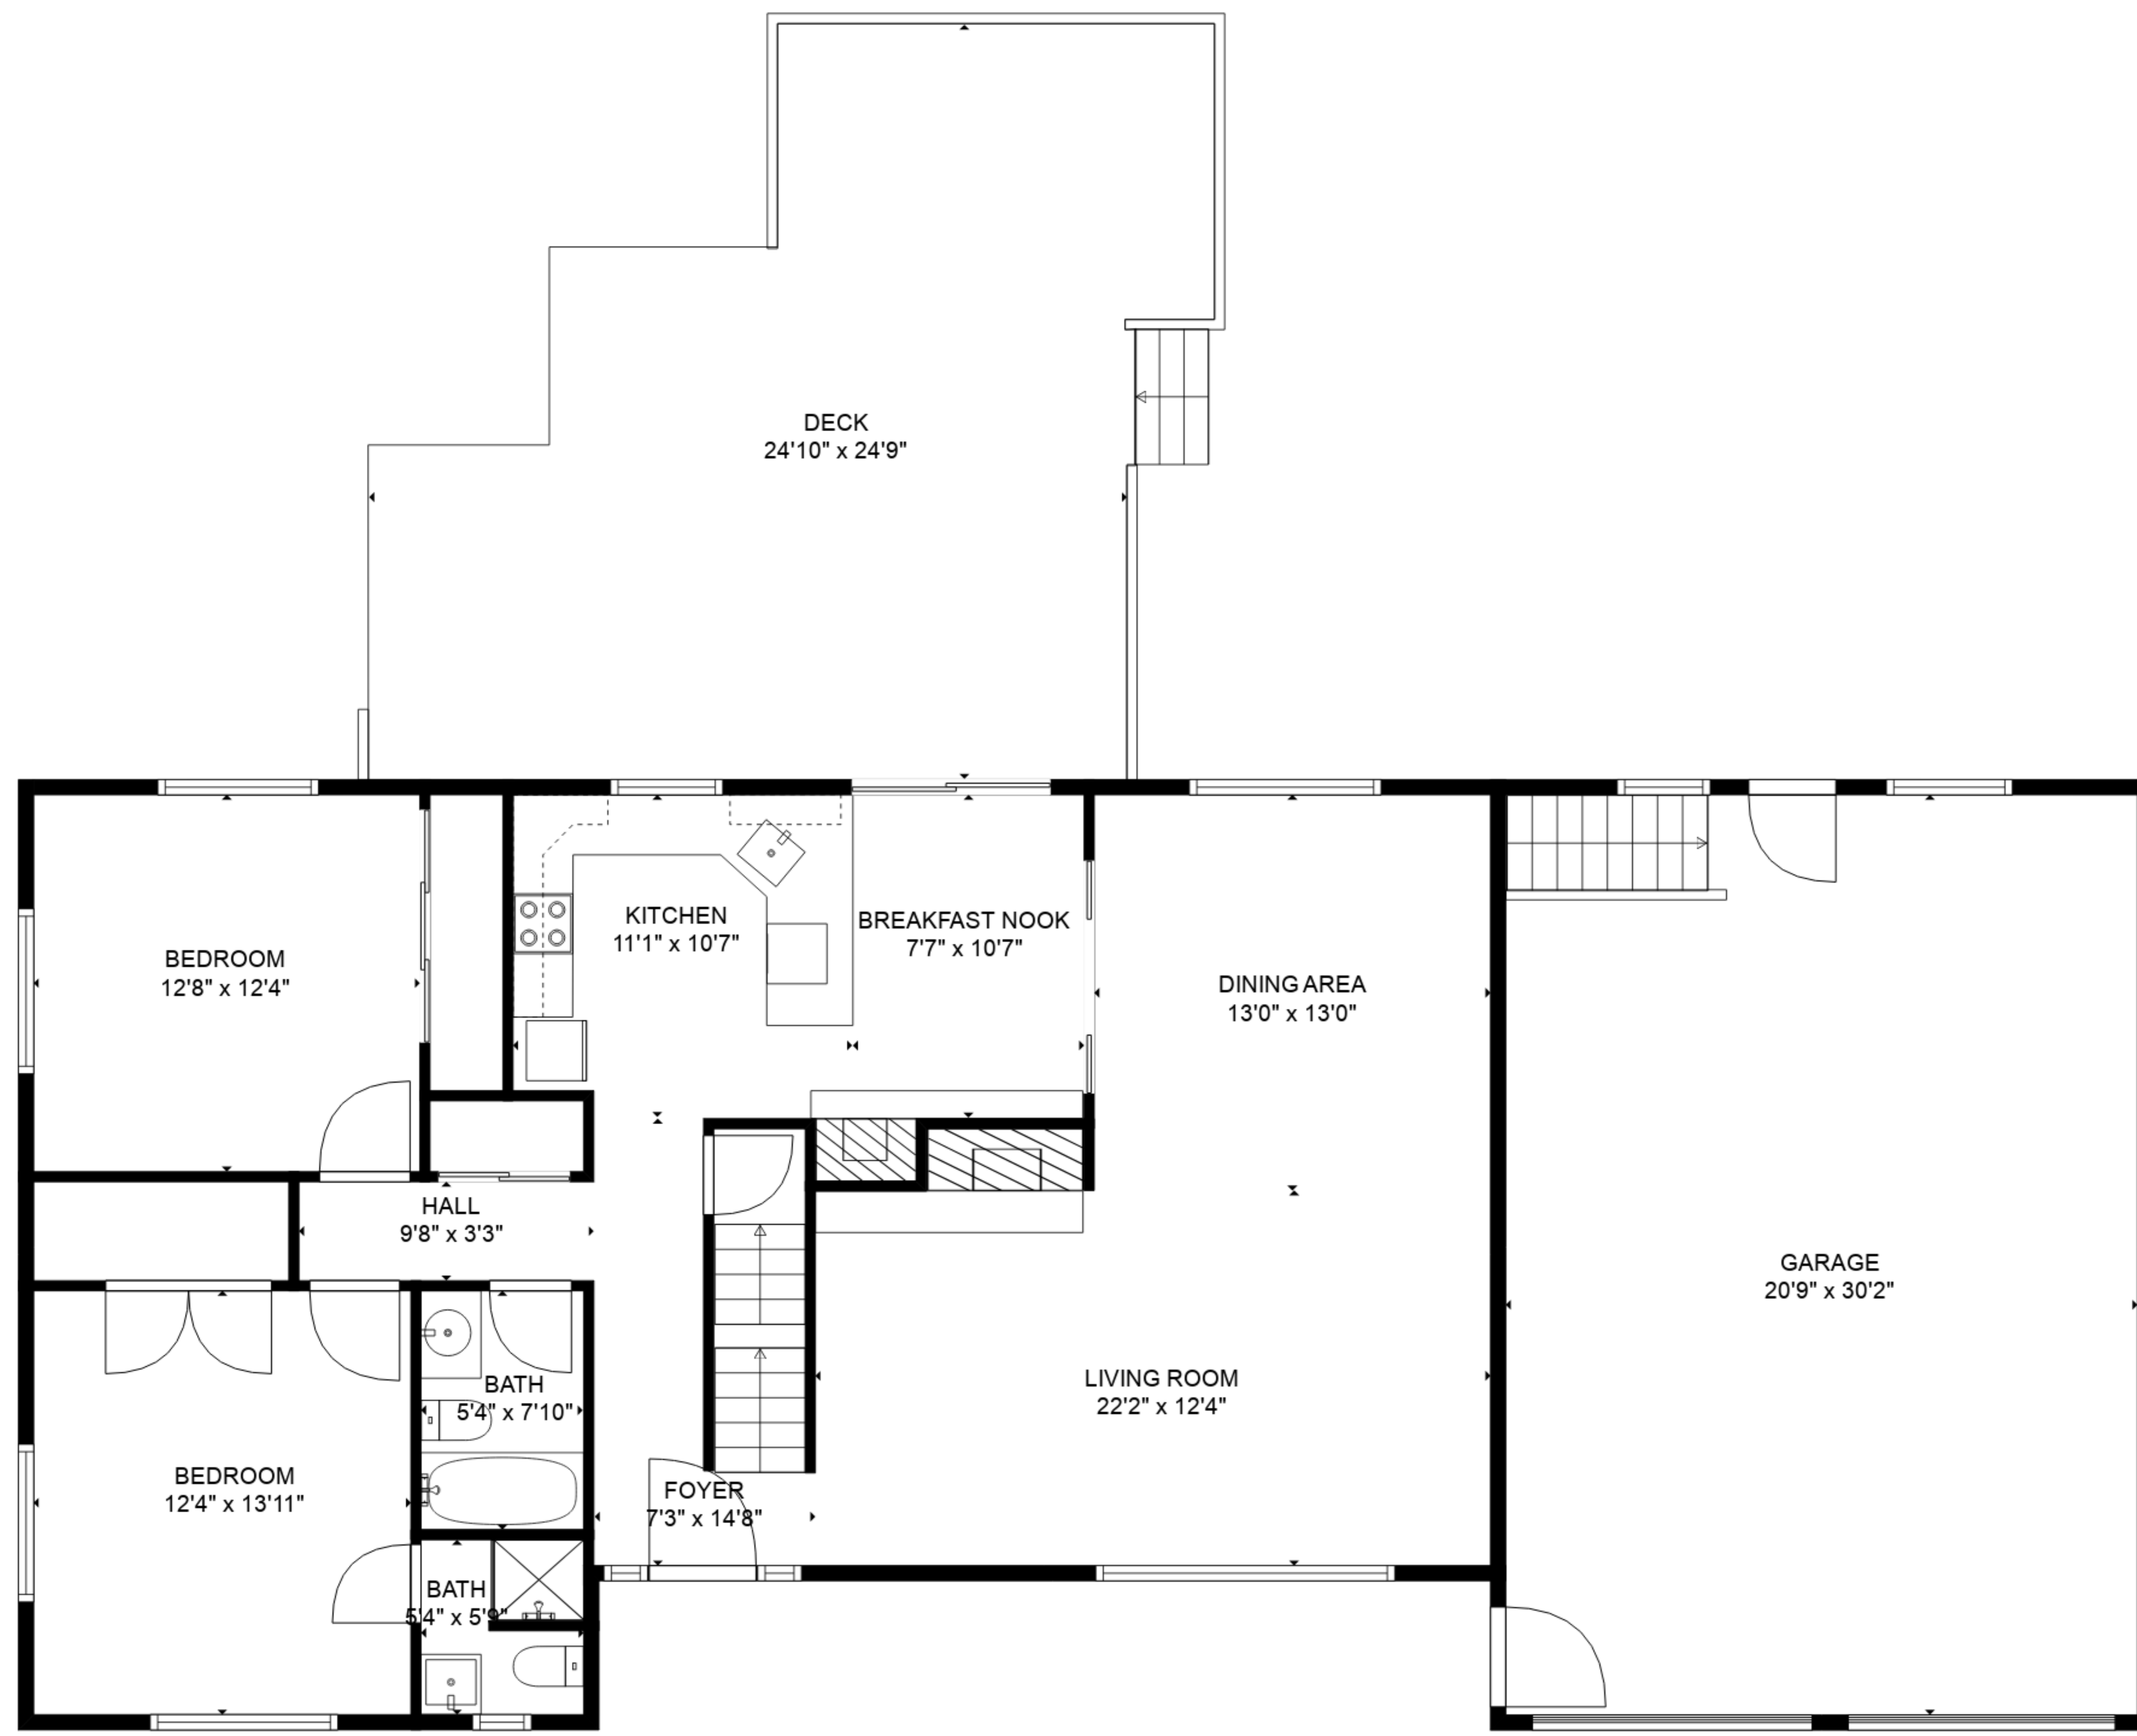 DECK
24'10" x 24'9"
KITCHEN
11'1" x 10'7"
BREAKFAST NOOK
7'7" x 10'7"
BEDROOM
12'8" x 12'4"
DINING AREA
13'0" x 13'0"
HALL
9'8" x 3'3"
GARAGE
20'9" x 30'2"
BATH
5'4" x 7'10"
LIVING ROOM
22'2" x 12'4"
BEDROOM
12'4" x 13'11"
FOYER
7'3" x 14'8"
BATH
5'4" x 5'9"